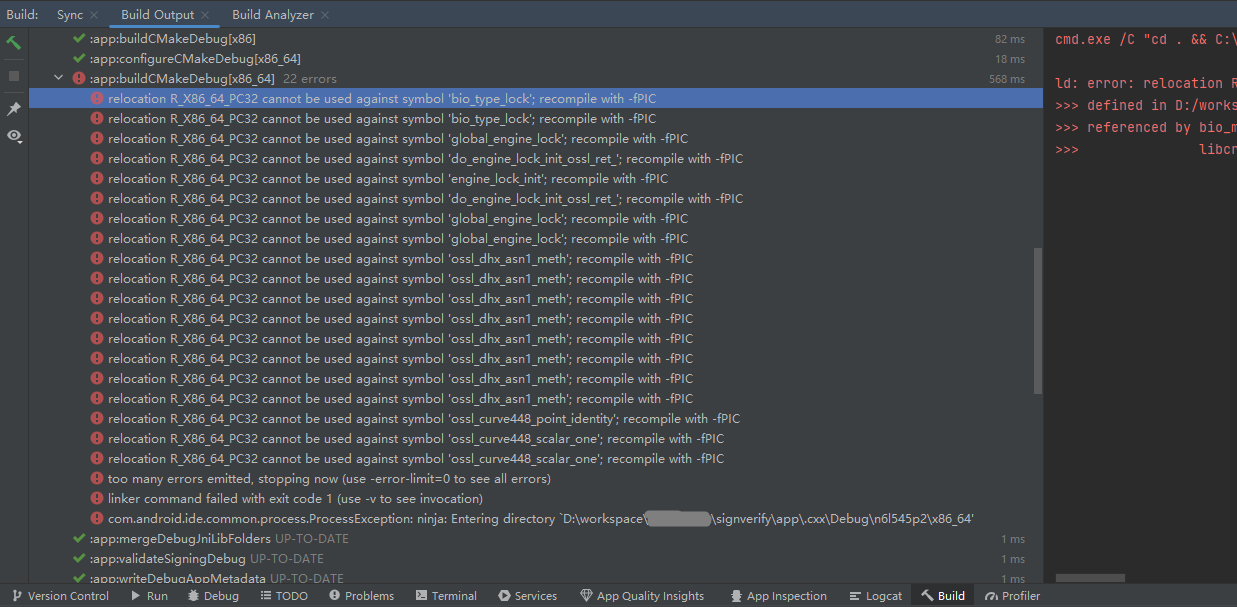 Build: Sync Build Output Build Analyzer
:app:buildCMakeDebug[x86] 82 ms
:app:configureCMakeDebug[x86_64] 18 ms
:app:buildCMakeDebug[x86_64] 22 errors 568 ms
relocation R_X86_64_PC32 cannot be used against symbol 'bio_type_lock'; recompile with -fPIC
relocation R_X86_64_PC32 cannot be used against symbol 'bio_type_lock'; recompile with -fPIC
relocation R_X86_64_PC32 cannot be used against symbol 'global_engine_lock'; recompile with -fPIC
relocation R_X86_64_PC32 cannot be used against symbol 'do_engine_lock_init_ossl_ret_'; recompile with -fPIC
relocation R_X86_64_PC32 cannot be used against symbol 'engine_lock_init'; recompile with -fPIC
relocation R_X86_64_PC32 cannot be used against symbol 'do_engine_lock_init_ossl_ret_'; recompile with -fPIC
relocation R_X86_64_PC32 cannot be used against symbol 'global_engine_lock'; recompile with -fPIC
relocation R_X86_64_PC32 cannot be used against symbol 'global_engine_lock'; recompile with -fPIC
relocation R_X86_64_PC32 cannot be used against symbol 'ossl_dhx_asn1_meth'; recompile with -fPIC
relocation R_X86_64_PC32 cannot be used against symbol 'ossl_dhx_asn1_meth'; recompile with -fPIC
relocation R_X86_64_PC32 cannot be used against symbol 'ossl_dhx_asn1_meth'; recompile with -fPIC
relocation R_X86_64_PC32 cannot be used against symbol 'ossl_dhx_asn1_meth'; recompile with -fPIC
relocation R_X86_64_PC32 cannot be used against symbol 'ossl_dhx_asn1_meth'; recompile with -fPIC
relocation R_X86_64_PC32 cannot be used against symbol 'ossl_dhx_asn1_meth'; recompile with -fPIC
relocation R_X86_64_PC32 cannot be used against symbol 'ossl_dhx_asn1_meth'; recompile with -fPIC
relocation R_X86_64_PC32 cannot be used against symbol 'ossl_dhx_asn1_meth'; recompile with -fPIC
relocation R_X86_64_PC32 cannot be used against symbol 'ossl_curve448_point_identity'; recompile with -fPIC
relocation R_X86_64_PC32 cannot be used against symbol 'ossl_curve448_scalar_one'; recompile with -fPIC
relocation R_X86_64_PC32 cannot be used against symbol 'ossl_curve448_scalar_one'; recompile with -fPIC
too many errors emitted, stopping now (use -error-limit=0 to see all errors)
linker command failed with exit code 1 (use -v to see invocation)
com.android.ide.common.process.ProcessException: ninja: Entering directory `D:\workspace\ \signverify\app\.cxx\Debug\n6l545p2\x86_64'
:app:mergeDebugJniLibFolders UP-TO-DATE 1 ms
:app:validateSigningDebug UP-TO-DATE 1 ms
:app:writeDebugAppMetadata UP-TO-DATE 1 ms
cmd.exe /C "cd . && C:\
ld: error: relocation R
>>> defined in D:/works
>>> referenced by bio_m
>>> libcr
Version Control Run Debug TODO Problems Terminal Services App Quality Insights App Inspection Logcat Build Profiler